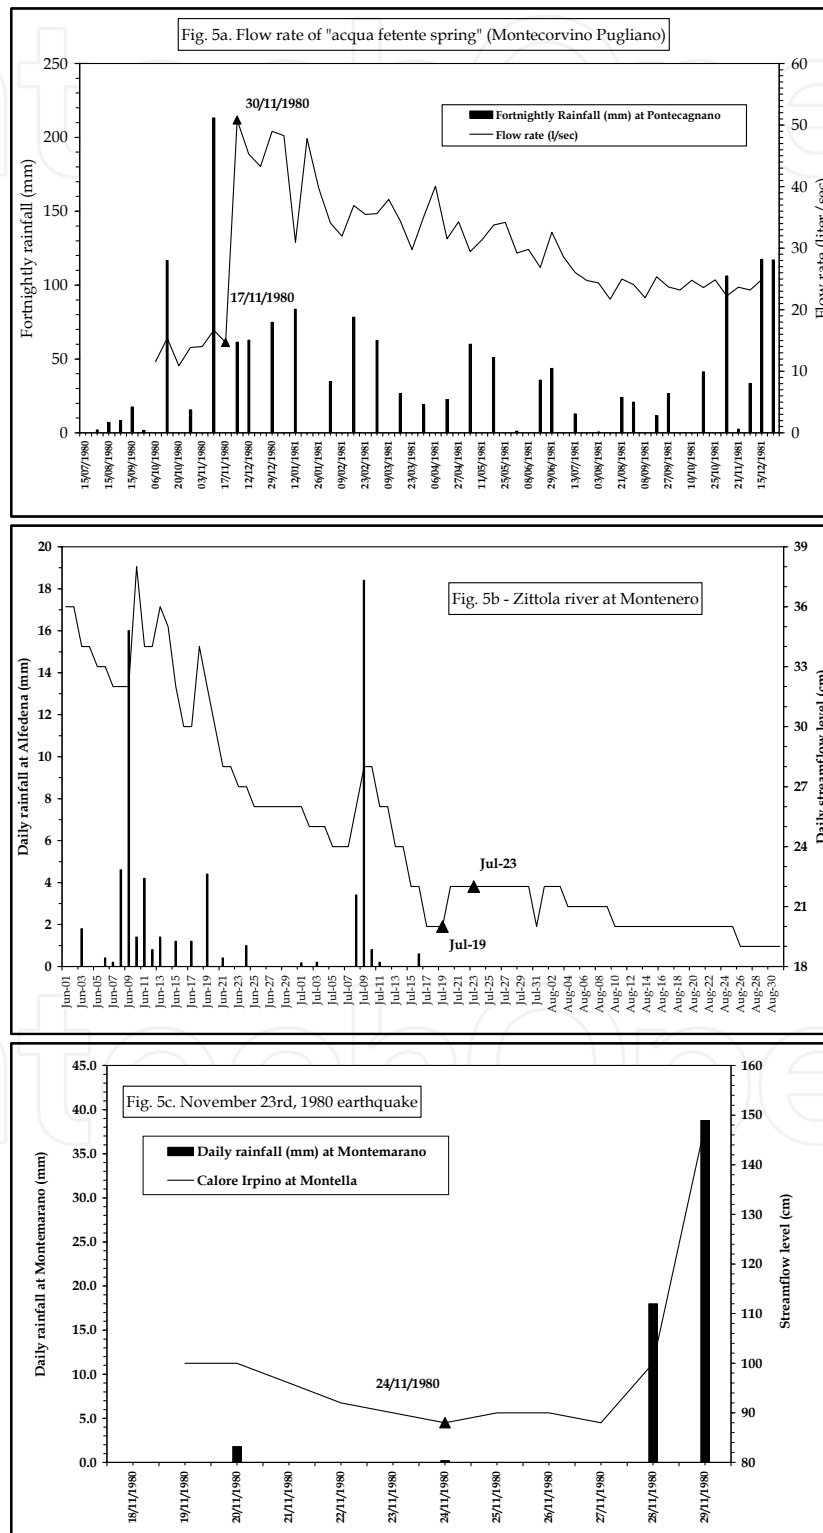 Fig. 5a. Flow rate of "acqua fetente spring" (Montecorvino Pugliano)
250
200
150
100
50
0
Fortnightly rainfall (mm)
60
50
40
30
20
10
0
Flow rate (liter/sec)
30/11/1980
17/11/1980
Fortnightly Rainfall (mm) at Pontecagnano
Flow rate (l/sec)
15/07/1980
15/08/1980
15/09/1980
06/10/1980
20/10/1980
03/11/1980
17/11/1980
12/12/1980
29/12/1980
12/01/1981
26/01/1981
09/02/1981
23/02/1981
09/03/1981
23/03/1981
06/04/1981
27/04/1981
11/05/1981
25/05/1981
08/06/1981
29/06/1981
13/07/1981
03/08/1981
21/08/1981
08/09/1981
27/09/1981
10/10/1981
25/10/1981
21/11/1981
15/12/1981
Fig. 5b - Zittola river at Montenero
20
18
16
14
12
10
8
6
4
2
0
Daily rainfall at Alfedena (mm)
39
36
33
30
27
24
21
18
Daily streamflow level (cm)
Jul-23
Jul-19
Jun-01
Jun-03
Jun-05
Jun-07
Jun-09
Jun-11
Jun-13
Jun-15
Jun-17
Jun-19
Jun-21
Jun-23
Jun-25
Jun-27
Jun-29
Jul-01
Jul-03
Jul-05
Jul-07
Jul-09
Jul-11
Jul-13
Jul-15
Jul-17
Jul-19
Jul-21
Jul-23
Jul-25
Jul-27
Jul-29
Jul-31
Aug-02
Aug-04
Aug-06
Aug-08
Aug-10
Aug-12
Aug-14
Aug-16
Aug-18
Aug-20
Aug-22
Aug-24
Aug-26
Aug-28
Aug-30
Fig. 5c. November 23rd, 1980 earthquake
Daily rainfall (mm) at Montemarano
Calore Irpino at Montella
45.0
40.0
35.0
30.0
25.0
20.0
15.0
10.0
5.0
0.0
Daily rainfall at Montemarano (mm)
160
150
140
130
120
110
100
90
80
Streamflow level (cm)
24/11/1980
18/11/1980
19/11/1980
20/11/1980
21/11/1980
22/11/1980
23/11/1980
24/11/1980
25/11/1980
26/11/1980
27/11/1980
28/11/1980
29/11/1980